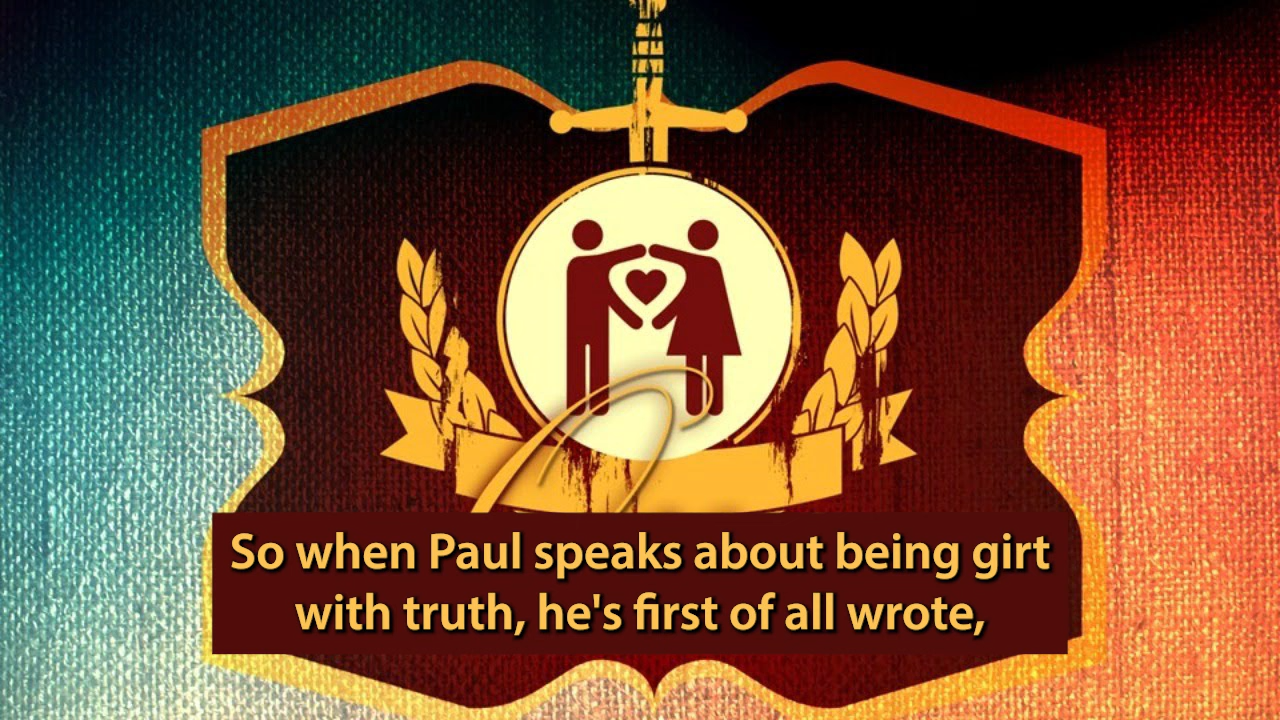 So when Paul speaks about being girt
with truth, he's first of all wrote,